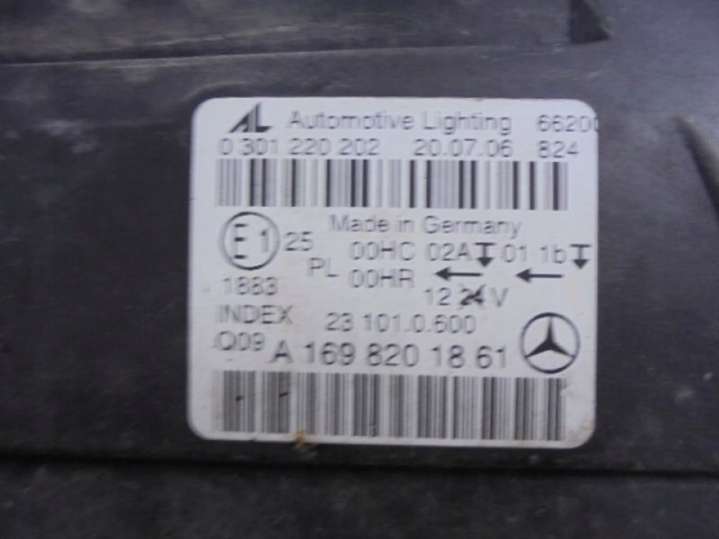 AL Automotive Lighting 6620
0 301 220 202 20.07.06 824
Made in Germany
E1 25 00HC 02A 01 1b
PL 00HR ← ←
1883 12 24 V
INDEX 23 101.0.600
Q09 A 169 820 18 61